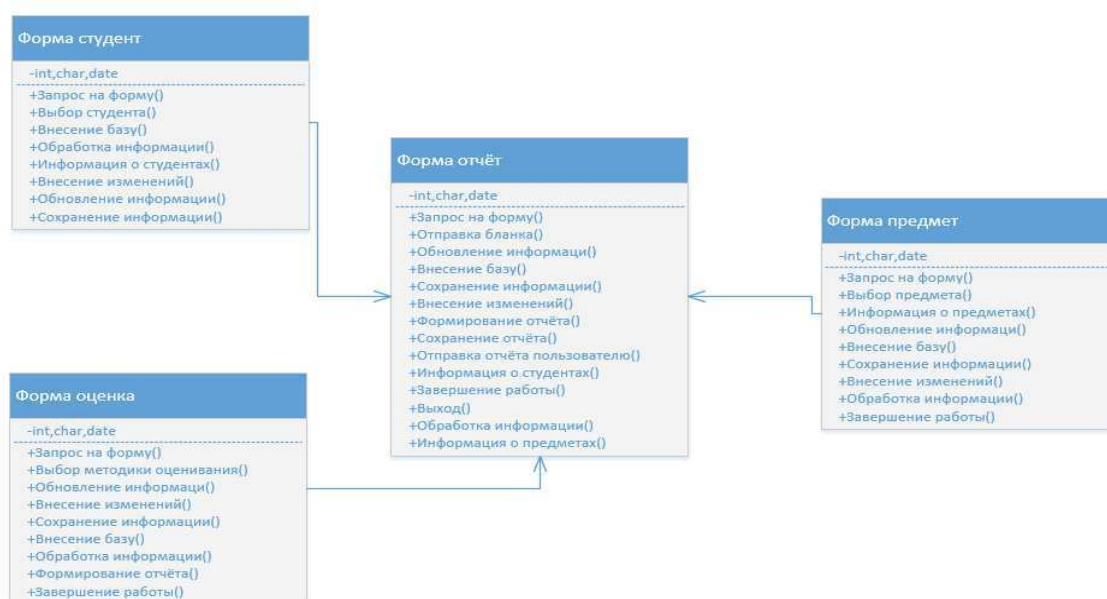 Форма студент
-int,char,date
+Запрос на форму()
+Выбор студента()
+Внесение базу()
+Обработка информации()
+Информация о студентах()
+Внесение изменений()
+Обновление информации()
+Сохранение информации()
Форма отчёт
-int,char,date
+Запрос на форму()
+Отправка бланка()
+Обновление информаци()
+Внесение базу()
+Сохранение информации()
+Внесение изменений()
+Формирование отчёта()
+Сохранение отчёта()
+Отправка отчёта пользователю()
+Информация о студентах()
+Завершение работы()
+Выход()
+Обработка информации()
+Информация о предметах()
Форма предмет
-int,char,date
+Запрос на форму()
+Выбор предмета()
+Информация о предметах()
+Обновление информаци()
+Внесение базу()
+Сохранение информации()
+Внесение изменений()
+Обработка информации()
+Завершение работы()
Форма оценка
-int,char,date
+Запрос на форму()
+Выбор методики оценивания()
+Обновление информаци()
+Внесение изменений()
+Сохранение информации()
+Внесение базу()
+Обработка информации()
+Формирование отчёта()
+Завершение работы()